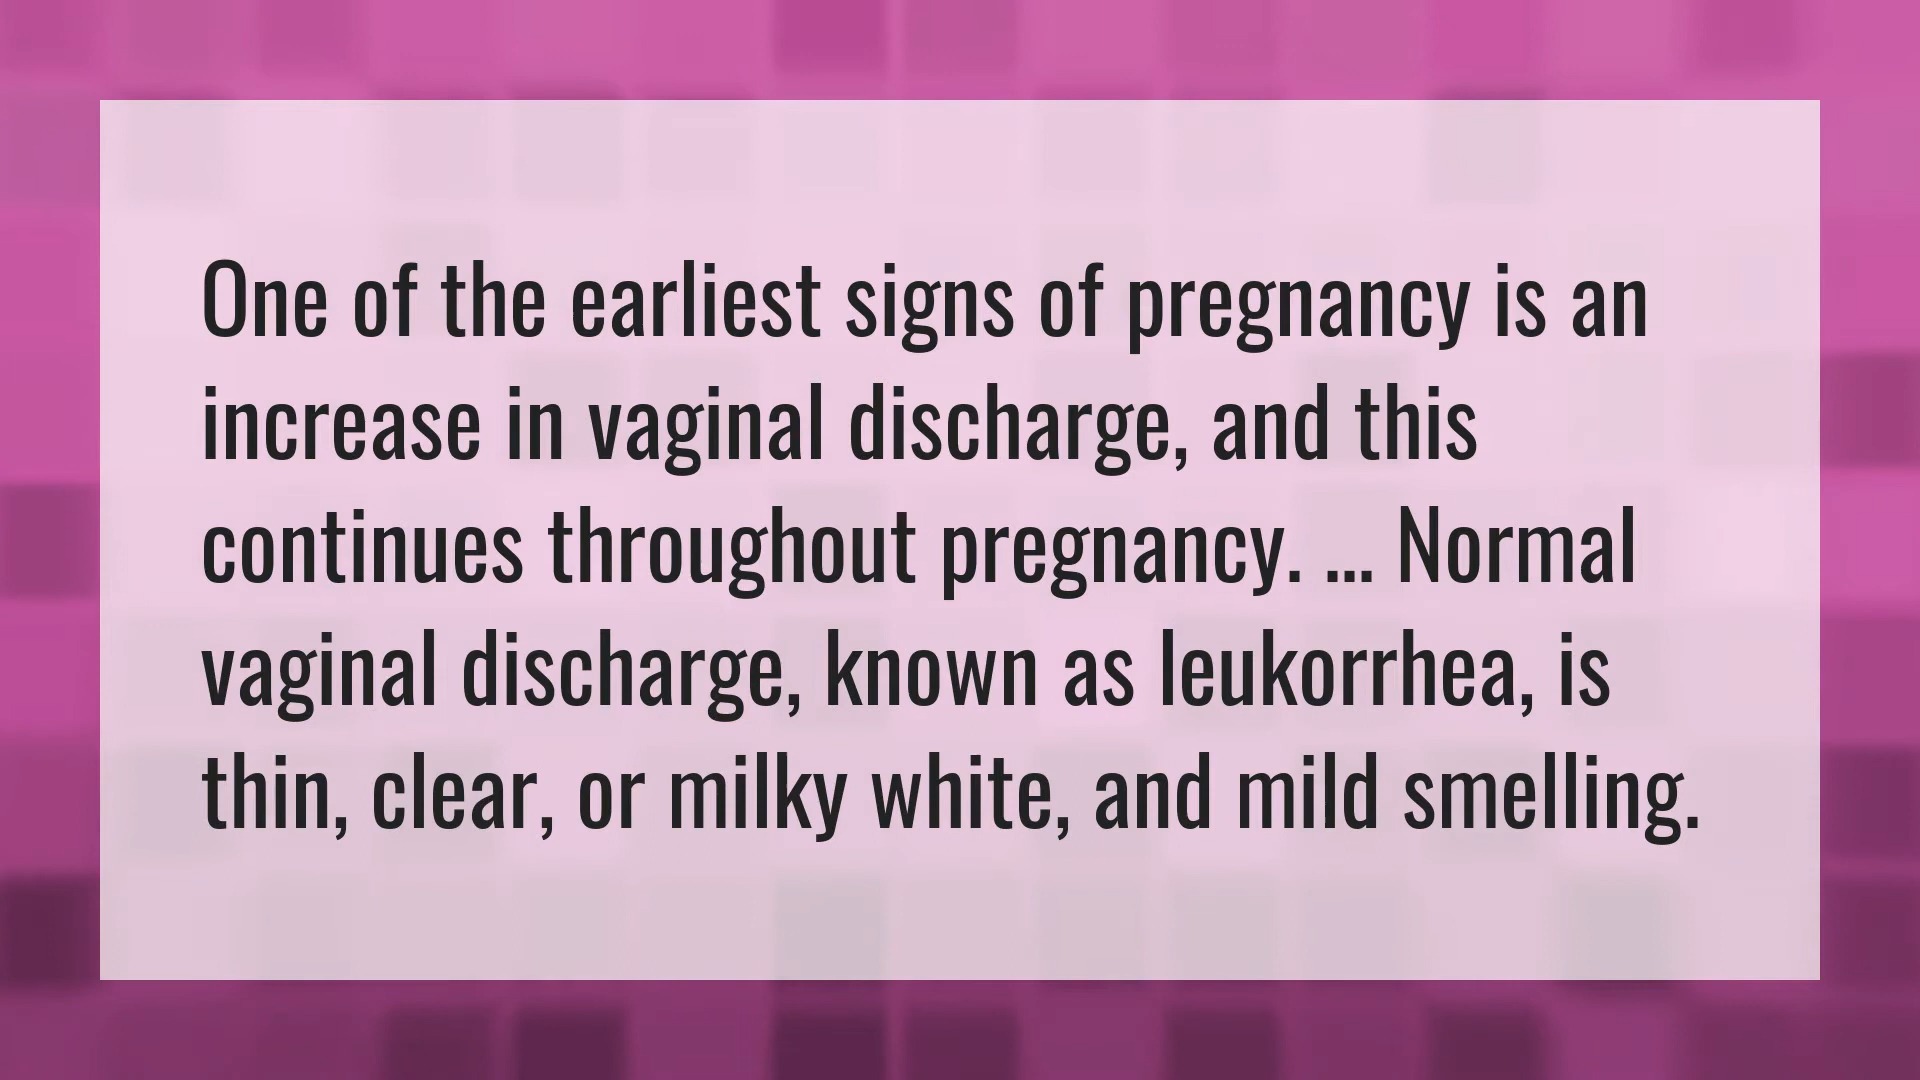 One of the earliest signs of pregnancy is an
increase in vaginal discharge, and this
continues throughout pregnancy. ... Normal
vaginal discharge, known as leukorrhea, is
thin, clear, or milky white, and mild smelling.